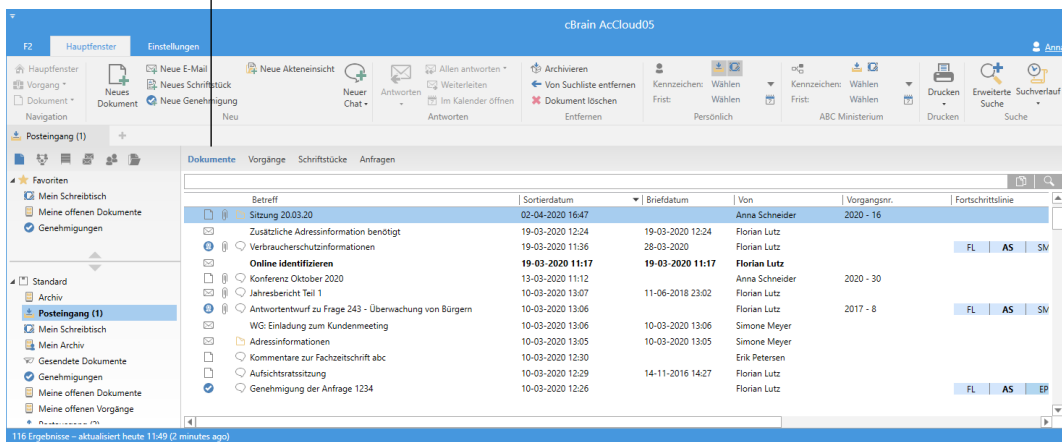 cBrain AcCloud05
F2 Hauptfenster Einstellungen Anna
Hauptfenster
Vorgang
Dokument
Navigation
Neues Dokument
Neue E-Mail
Neues Schriftstück
Neue Genehmigung
Neue Akteneinsicht
Neuer Chat
Neu
Antworten
Allen antworten
Weiterleiten
Im Kalender öffnen
Antworten
Archivieren
Von Suchliste entfernen
Dokument löschen
Entfernen
Kennzeichen: Wählen
Frist: Wählen
Persönlich
Kennzeichen: Wählen
Frist: Wählen
ABC Ministerium
Drucken
Drucken
Erweiterte Suche
Suchverlauf
Suche
Posteingang (1) +
Dokumente Vorgänge Schriftstücke Anfragen
Favoriten
Mein Schreibtisch
Meine offenen Dokumente
Genehmigungen
Standard
Archiv
Posteingang (1)
Mein Schreibtisch
Mein Archiv
Gesendete Dokumente
Genehmigungen
Meine offenen Dokumente
Meine offenen Vorgänge
Betreff Sortierdatum Briefdatum Von Vorgangsnr. Fortschrittslinie
Sitzung 20.03.20 02-04-2020 16:47 Anna Schneider 2020 - 16
Zusätzliche Adressinformation benötigt 19-03-2020 12:24 19-03-2020 12:24 Florian Lutz
Verbraucherschutzinformationen 19-03-2020 11:36 28-03-2020 Florian Lutz FL AS SM
Online identifizieren 19-03-2020 11:17 19-03-2020 11:17 Florian Lutz
Konferenz Oktober 2020 13-03-2020 11:12 Anna Schneider 2020 - 30
Jahresbericht Teil 1 10-03-2020 13:07 11-06-2018 23:02 Florian Lutz
Antwortentwurf zu Frage 243 - Überwachung von Bürgern 10-03-2020 13:06 Florian Lutz 2017 - 8 FL AS SM
WG: Einladung zum Kundenmeeting 10-03-2020 13:06 10-03-2020 13:06 Simone Meyer
Adressinformationen 10-03-2020 13:05 10-03-2020 13:05 Simone Meyer
Kommentare zur Fachzeitschrift abc 10-03-2020 12:30 Erik Petersen
Aufsichtsratssitzung 10-03-2020 12:29 14-11-2016 14:27 Florian Lutz
Genehmigung der Anfrage 1234 10-03-2020 12:26 Florian Lutz FL AS EP
116 Ergebnisse – aktualisiert heute 11:49 (2 minutes ago)